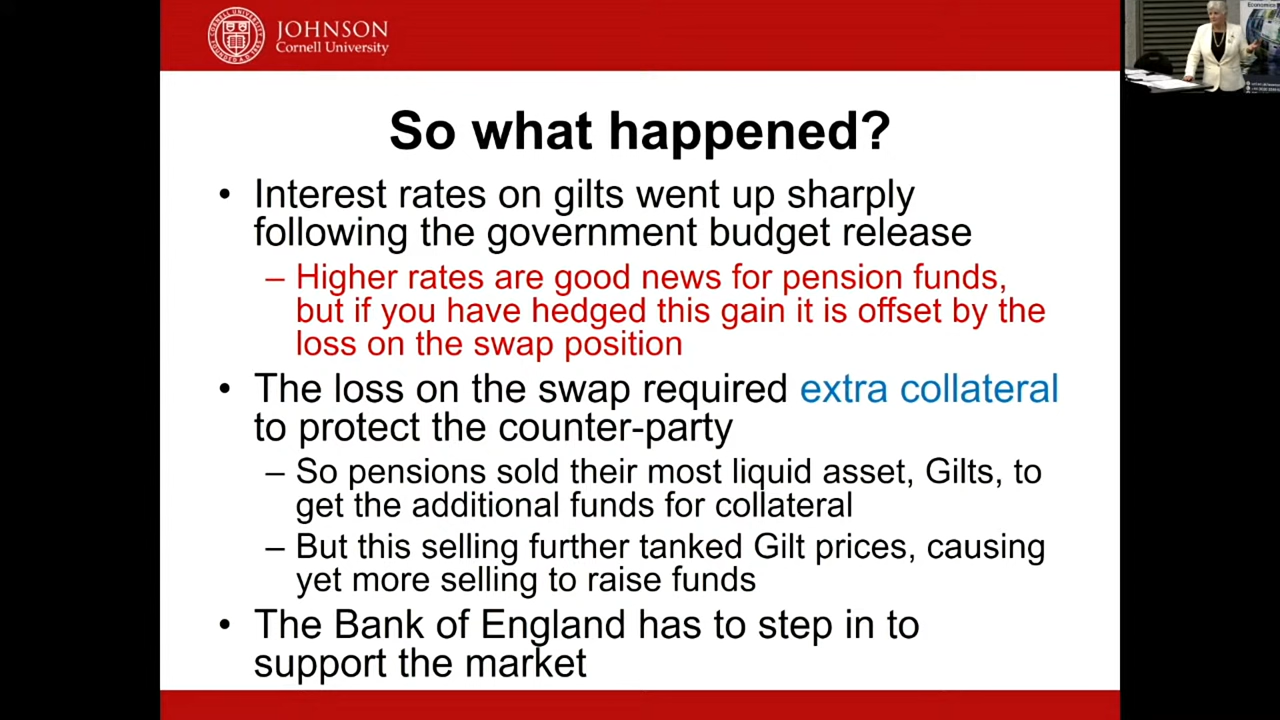 JOHNSON
Cornell University
Economics
So what happened?
• Interest rates on gilts went up sharply
following the government budget release
– Higher rates are good news for pension funds,
but if you have hedged this gain it is offset by the
loss on the swap position
• The loss on the swap required extra collateral
to protect the counter-party
– So pensions sold their most liquid asset, Gilts, to
get the additional funds for collateral
– But this selling further tanked Gilt prices, causing
yet more selling to raise funds
• The Bank of England has to step in to
support the market